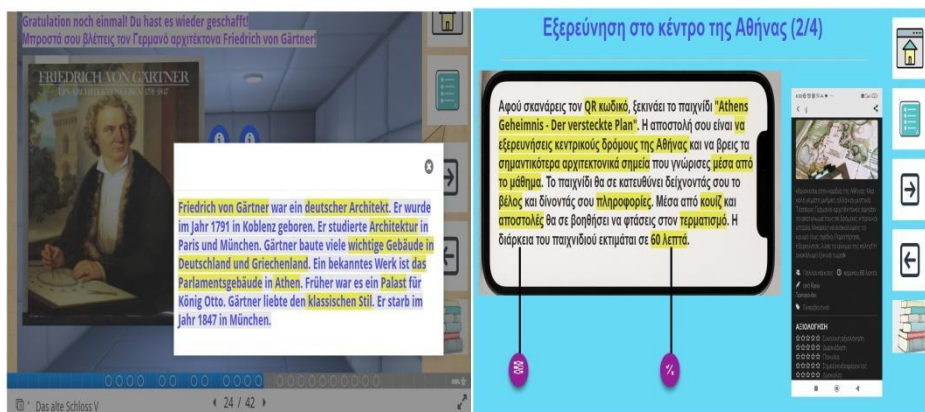 Gratulation noch einmal! Du hast es wieder geschafft!
Μπροστά σου βλέπεις τον Γερμανό αρχιτέκτονα Friedrich von Gärtner!
FRIEDRICH VON GÄRTNER
EIN ARCHITEKTENLEBEN 1791 - 1847
Friedrich von Gärtner war ein deutscher Architekt. Er wurde
im Jahr 1791 in Koblenz geboren. Er studierte Architektur in
Paris und München. Gärtner baute viele wichtige Gebäude in
Deutschland und Griechenland. Ein bekanntes Werk ist das
Parlamentsgebäude in Athen. Früher war es ein Palast für
König Otto. Gärtner liebte den klassischen Stil. Er starb im
Jahr 1847 in München.
Das alte Schloss V
24 / 42
Εξερεύνηση στο κέντρο της Αθήνας (2/4)
Αφού σκανάρεις τον QR κωδικό, ξεκινάει το παιχνίδι "Athens
Geheimnis - Der versteckte Plan". Η αποστολή σου είναι να
εξερευνήσεις κεντρικούς δρόμους της Αθήνας και να βρεις τα
σημαντικότερα αρχιτεκτονικά σημεία που γνώρισες μέσα από
το μάθημα. Το παιχνίδι θα σε κατευθύνει δείχνοντάς σου το
βέλος και δίνοντάς σου πληροφορίες. Μέσα από κουίζ και
αποστολές θα σε βοηθήσει να φτάσεις στον τερματισμό. Η
διάρκεια του παιχνιδιού εκτιμάται σε 60 λεπτά.
ΑΞΙΟΛΟΓΗΣΗ